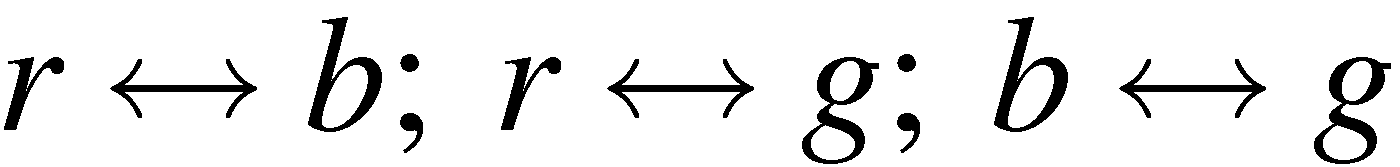 r ↔ b; r ↔ g; b ↔ g